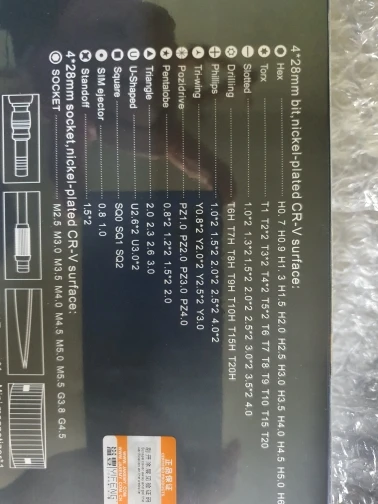 4*28mm bit,nickel-plated CR-V surface:
Hex H0.7 H0.9 H1.3 H1.5 H2.0 H2.5 H3.0 H3.5 H4.0 H4.5 H5.0 H6
Torx T1 T2*2 T3*2 T4*2 T5*2 T6 T7 T8 T9 T10 T15 T20
Slotted 1.0*2 1.3*2 1.5*2 2.0*2 2.5*2 3.0*2 3.5*2 4.0
Drilling T6H T7H T8H T9H T10H T15H T20H
Phillips 1.0*2 1.5*2 2.0*2 2.5*2 4.0*2
Tri-wing Y0.8*2 Y2.0*2 Y2.5*2 Y3.0
Pozidrive PZ1.0 PZ2.0 PZ3.0 PZ4.0
Pentalobe 0.8*2 1.2*2 1.5*2 2.0
Triangle 2.0 2.3 2.6 3.0
U-Shaped U2.6*2 U3.0*2
Square SQ0 SQ1 SQ2
SIM ejector 0.8 1.0
Standoff 1.5*2
4*28mm socket,nickel-plated CR-V surface:
SOCKET M2.5 M3.0 M3.5 M4.0 M4.5 M5.0 M5.5 G3.8 G4.5
正品保证